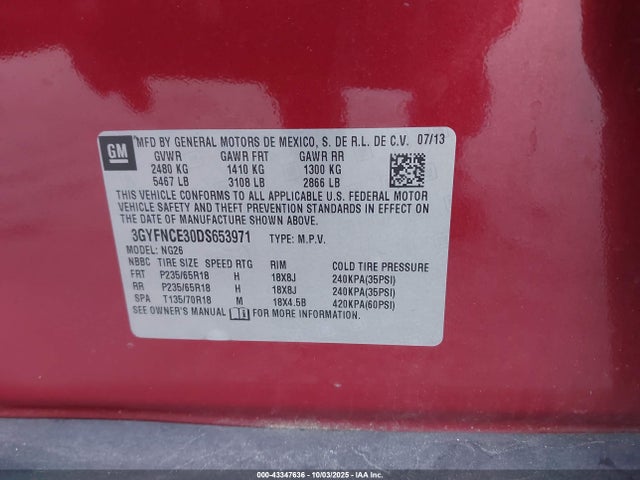 GM
MFD BY GENERAL MOTORS DE MEXICO, S. DE R.L. DE C.V. 07/13
GVWR GAWR FRT GAWR RR
2480 KG 1410 KG 1300 KG
5467 LB 3108 LB 2866 LB
THIS VEHICLE CONFORMS TO ALL APPLICABLE U.S. FEDERAL MOTOR
VEHICLE SAFETY AND THEFT PREVENTION STANDARDS IN EFFECT ON
THE DATE OF MANUFACTURE SHOWN ABOVE.
3GYFNCE30DS653971 TYPE: M.P.V.
MODEL: NG26
NBBC TIRE SIZE SPEED RTG RIM COLD TIRE PRESSURE
FRT P235/65R18 H 18X8J 240KPA(35PSI)
RR P235/65R18 H 18X8J 240KPA(35PSI)
SPA T135/70R18 M 18X4.5B 420KPA(60PSI)
SEE OWNER'S MANUAL FOR MORE INFORMATION
000-43347636 - 10/03/2025 - IAA